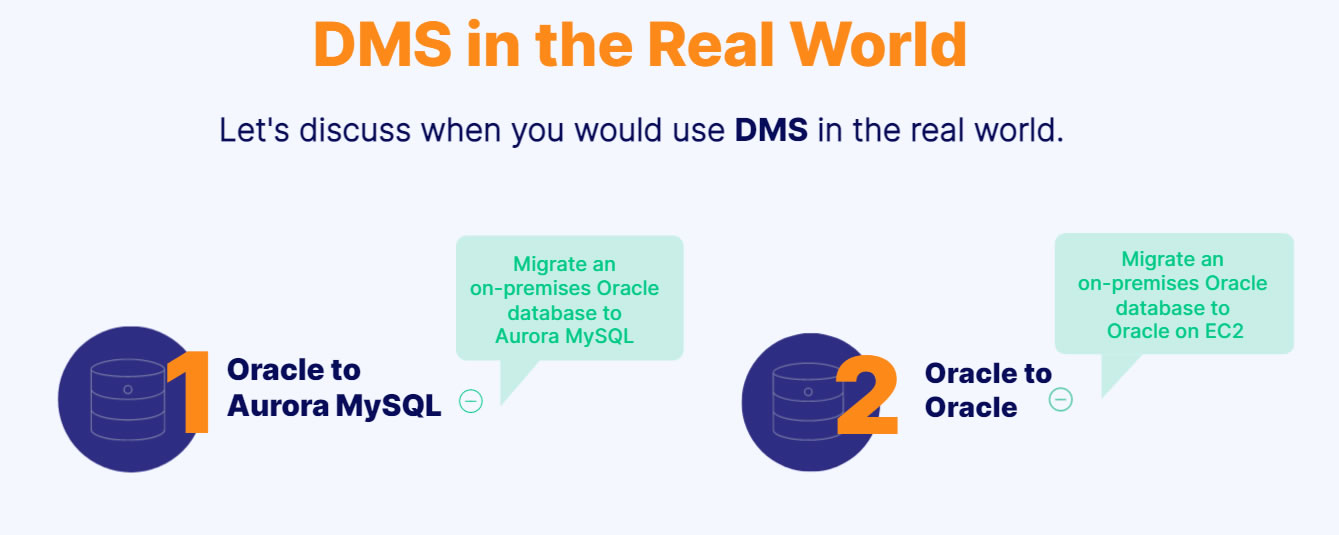 DMS in the Real World
Let's discuss when you would use DMS in the real world.
1
Oracle to
Aurora MySQL
Migrate an
on-premises Oracle
database to
Aurora MySQL
2
Oracle to
Oracle
Migrate an
on-premises Oracle
database to
Oracle on EC2